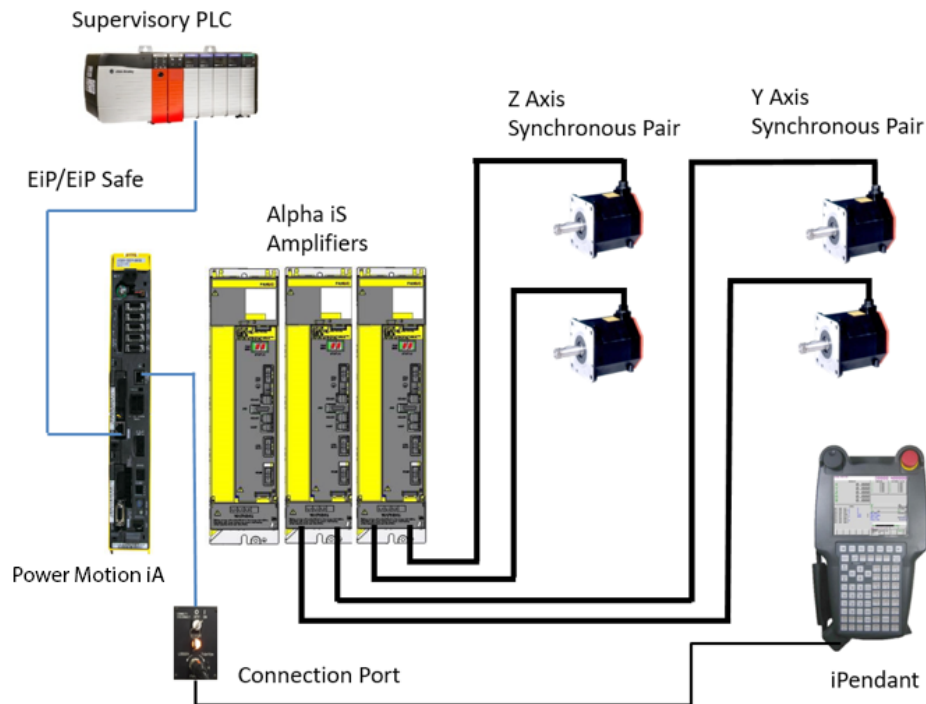 Supervisory PLC
Z Axis
Synchronous Pair
Y Axis
Synchronous Pair
EiP/EiP Safe
Alpha iS
Amplifiers
Power Motion iA
Connection Port
iPendant